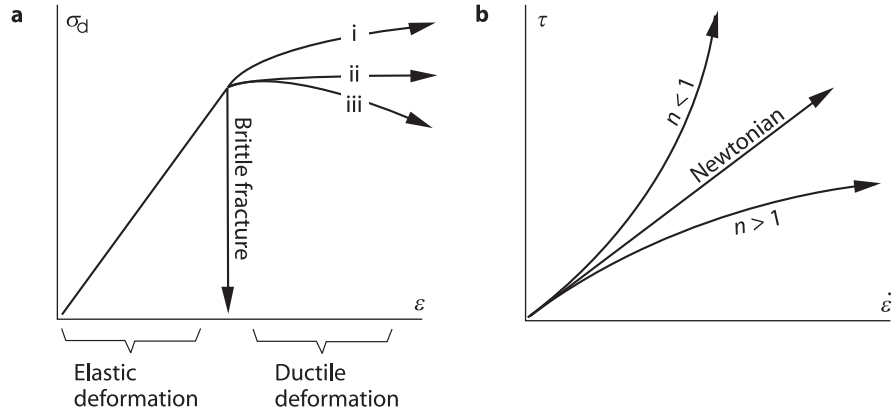 a
σd
i
ii
iii
Brittle fracture
ε
Elastic
deformation
Ductile
deformation
b
τ
n < 1
Newtonian
n > 1
ε̇